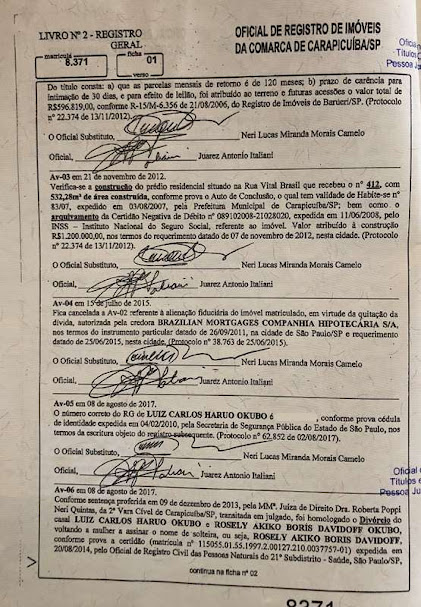 LIVRO Nº 2 - REGISTRO
GERAL
OFICIAL DE REGISTRO DE IMÓVEIS
DA COMARCA DE CARAPICUÍBA/SP
Oficia
Títulos
Pessoa Ju
matrícula
8.371
ficha
01
verso
Do título consta: a) que as parcelas mensais de retorno é de 120 meses; b) prazo de carência para
intimação de 30 dias, e para efeito de leilão, foi atribuído ao terreno e futuras acessões o valor total de
R$596.819,00, conforme R-15/M-6.356 de 21/08/2006, do Registro de Imóveis de Barueri/SP. (Protocolo
nº 22.374 de 13/11/2012).
O Oficial Substituto, Neri Lucas Miranda Morais Camelo
Oficial, Juarez Antonio Italiani
Av-03 em 21 de novembro de 2012.
Verifica-se a construção do prédio residencial situado na Rua Vital Brasil que recebeu o nº 412, com
532,28m² de área construída, conforme prova o Auto de Conclusão, o qual tem validade de Habite-se nº
83/07, expedido em 03/08/2007, pela Prefeitura Municipal de Carapicuíba/SP; bem como o
arquivamento da Certidão Negativa de Débito nº 089102008-21028020, expedida em 11/06/2008, pelo
INSS – Instituto Nacional do Seguro Social, referente ao imóvel. Valor atribuído à construção
R$1.200.000,00, nos termos do requerimento datado de 07 de novembro de 2012, nesta cidade. (Protocolo
nº 22.374 de 13/11/2012).
O Oficial Substituto, Neri Lucas Miranda Morais Camelo
Oficial, Juarez Antonio Italiani
Av-04 em 15 de julho de 2015.
Fica cancelada a Av-02 referente à alienação fiduciária do imóvel matriculado, em virtude da quitação da
dívida, autorizada pela credora BRAZILIAN MORTGAGES COMPANHIA HIPOTECÁRIA S/A,
nos termos do instrumento particular datado de 26/09/2011, na cidade de São Paulo/SP e requerimento
datado de 25/06/2015, nesta cidade. (Protocolo nº 38.763 de 25/06/2015).
O Oficial Substituto, Neri Lucas Miranda Morais Camelo
Oficial, Juarez Antonio Italiani
Av-05 em 08 de agosto de 2017.
O número correto do RG de LUIZ CARLOS HARUO OKUBO é , conforme prova cédula
de identidade expedida em 04/02/2010, pela Secretaria de Segurança Pública do Estado de São Paulo, nos
termos da escritura objeto do registro subsequente. (Protocolo nº 62.852 de 02/08/2017).
O Oficial Substituto, Neri Lucas Miranda Morais Camelo
Oficial, Juarez Antonio Italiani
Oficial
Títulos e
Pessoa Ju
Av-06 em 08 de agosto de 2017.
Conforme sentença proferida em 09 de dezembro de 2013, pela MMª. Juíza de Direito Dra. Roberta Poppi
Neri Quintas, da 2ª Vara Cível de Carapicuíba/SP, transitada em julgado, foi homologado o Divórcio do
casal LUIZ CARLOS HARUO OKUBO e ROSELY AKIKO BORIS DAVIDOFF OKUBO,
voltando a mulher a assinar o nome de solteira, ou seja, ROSELY AKIKO BORIS DAVIDOFF,
conforme prova a certidão (matrícula nº 115055.01.55.1997.2.00127.210.0037757-01) expedida em
20/08/2014, pelo Oficial de Registro Civil das Pessoas Naturais do 21º Subdistrito - Saúde, São Paulo/SP,
continua na ficha nº 02
8371